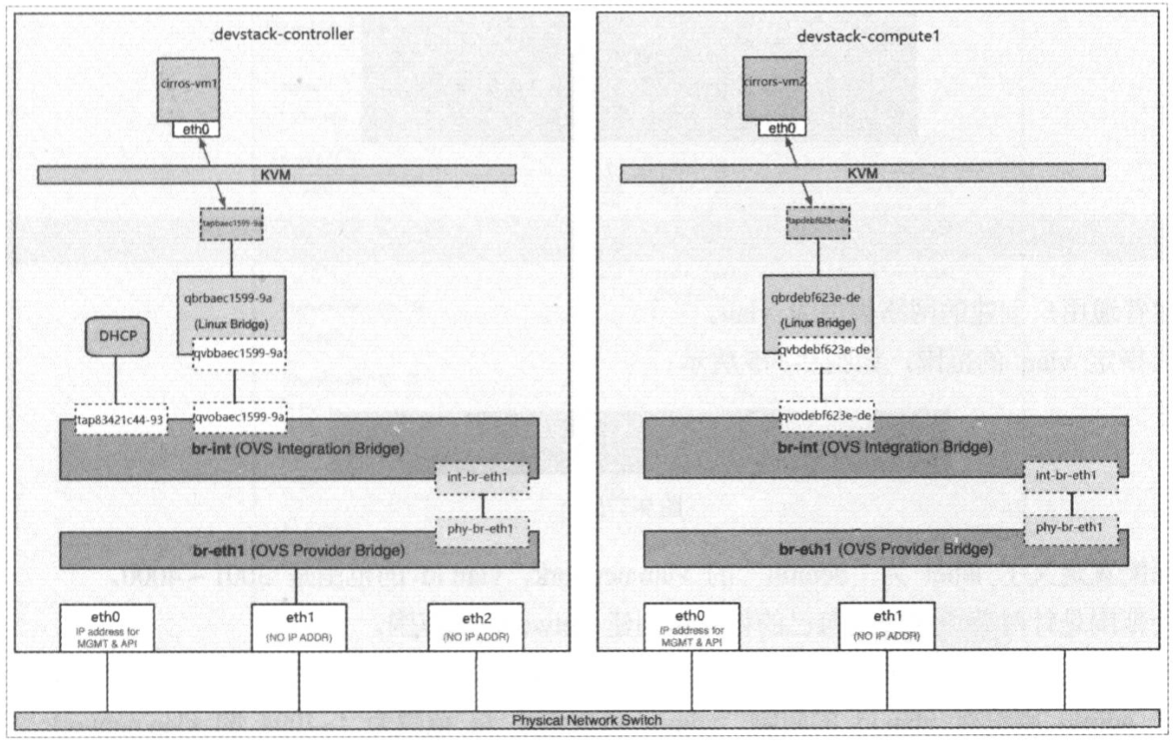 devstack-controller
cirros-vm1
eth0
KVM
qbrbaec1599-9a
(Linux Bridge)
DHCP
qvbbaec1599-9a
tap83421c44-93
qvobaec1599-9a
br-int (OVS Integration Bridge)
int-br-eth1
phy-br-eth1
br-eth1 (OVS Provider Bridge)
eth0
IP address for
MGMT & API
eth1
(NO IP ADDR)
eth2
(NO IP ADDR)
devstack-compute1
cirrors-vm2
eth0
KVM
tapdebf623e-de
qbrdebf623e-de
(Linux Bridge)
qvbdebf623e-de
qvodebf623e-de
br-int (OVS Integration Bridge)
int-br-eth1
phy-br-eth1
br-eth1 (OVS Provider Bridge)
eth0
IP address for
MGMT & API
eth1
(NO IP ADDR)
Physical Network Switch